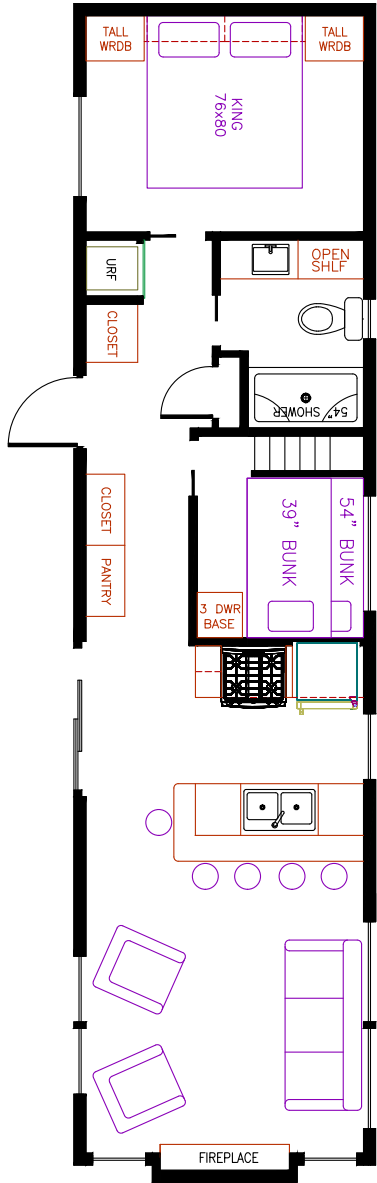 TALL
WRDB
TALL
WRDB
KING
76x80
URF
OPEN
SHLF
CLOSET
54" SHOWER
CLOSET
PANTRY
39" BUNK
54" BUNK
3 DWR
BASE
FIREPLACE